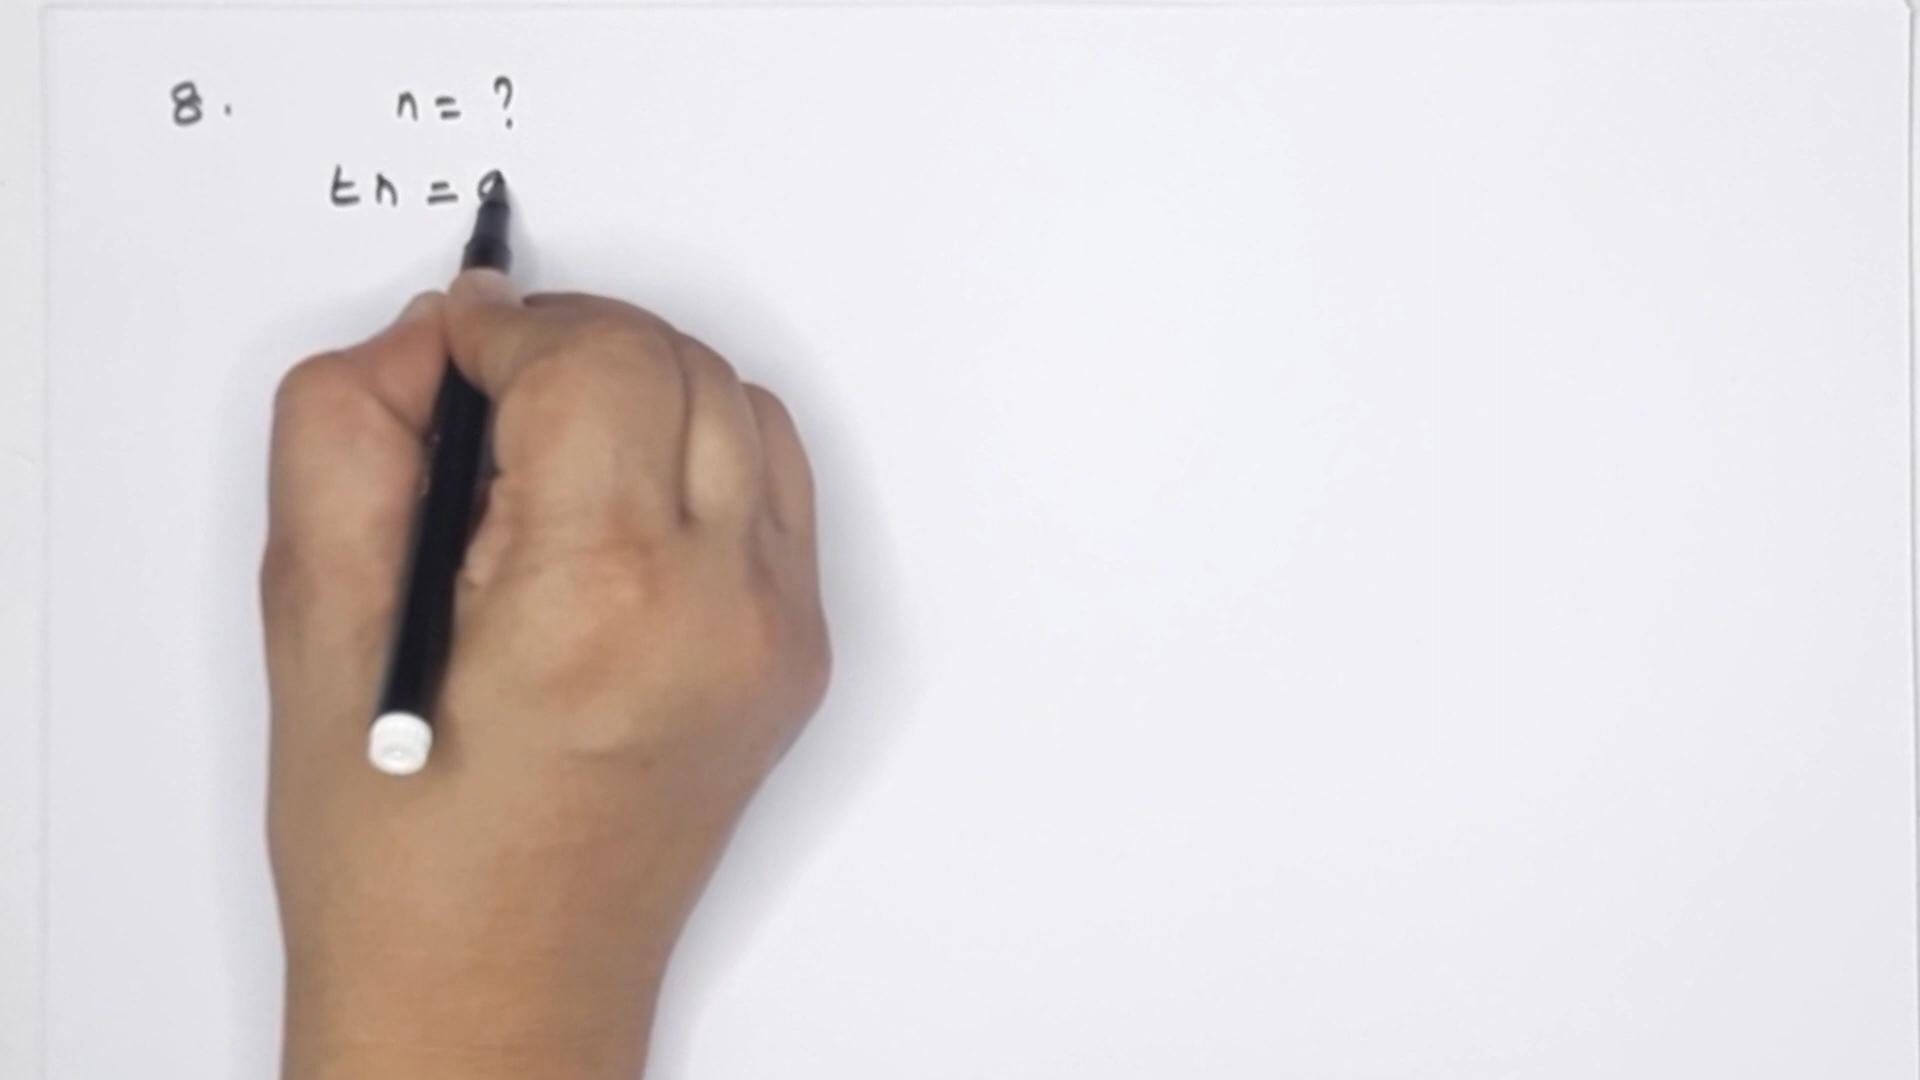 8. n = ?
tn = a